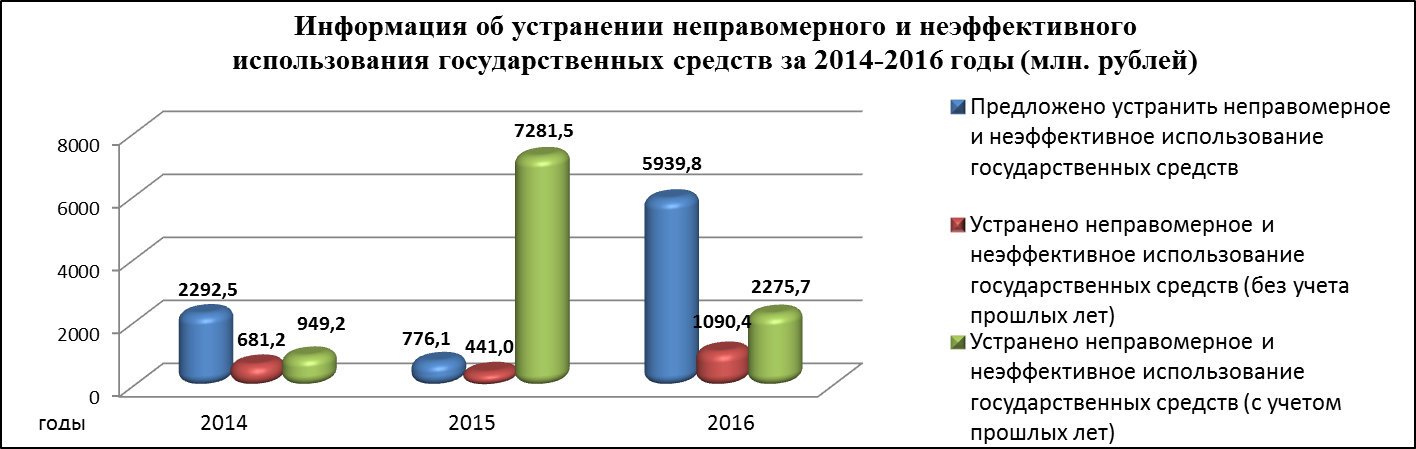 Информация об устранении неправомерного и неэффективного
использования государственных средств за 2014-2016 годы (млн. рублей)
8000
6000
4000
2000
0
2292,5
681,2
949,2
776,1
441,0
7281,5
5939,8
1090,4
2275,7
годы
2014
2015
2016
Предложено устранить неправомерное
и неэффективное использование
государственных средств
Устранено неправомерное и
неэффективное использование
государственных средств (без учета
прошлых лет)
Устранено неправомерное и
неэффективное использование
государственных средств (с учетом
прошлых лет)